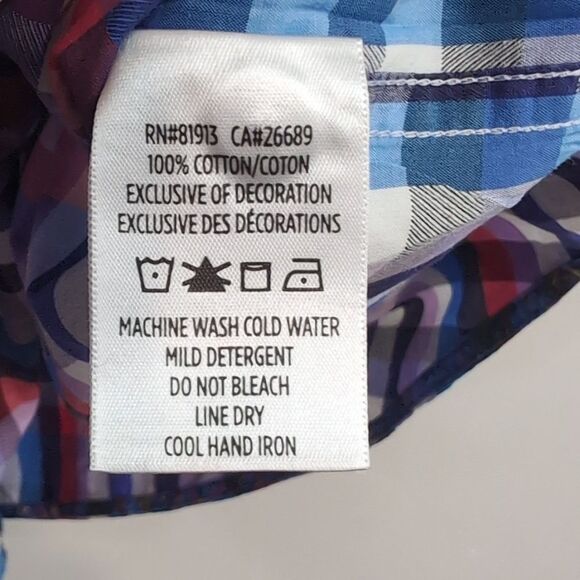 RN#81913 CA#26689
100% COTTON/COTON
EXCLUSIVE OF DECORATION
EXCLUSIVE DES DÉCORATIONS
MACHINE WASH COLD WATER
MILD DETERGENT
DO NOT BLEACH
LINE DRY
COOL HAND IRON